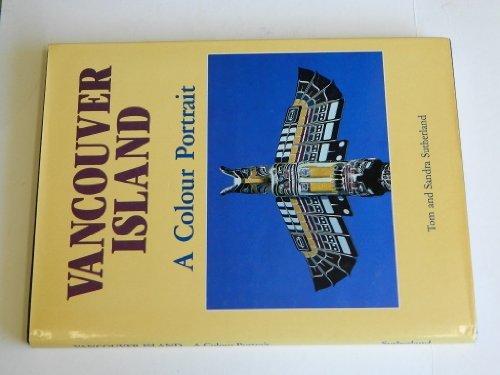 VANCOUVER
ISLAND
A Colour Portrait
Tom and Sandra Sutherland
VANCOUVER ISLAND A Colour Portrait Sutherland